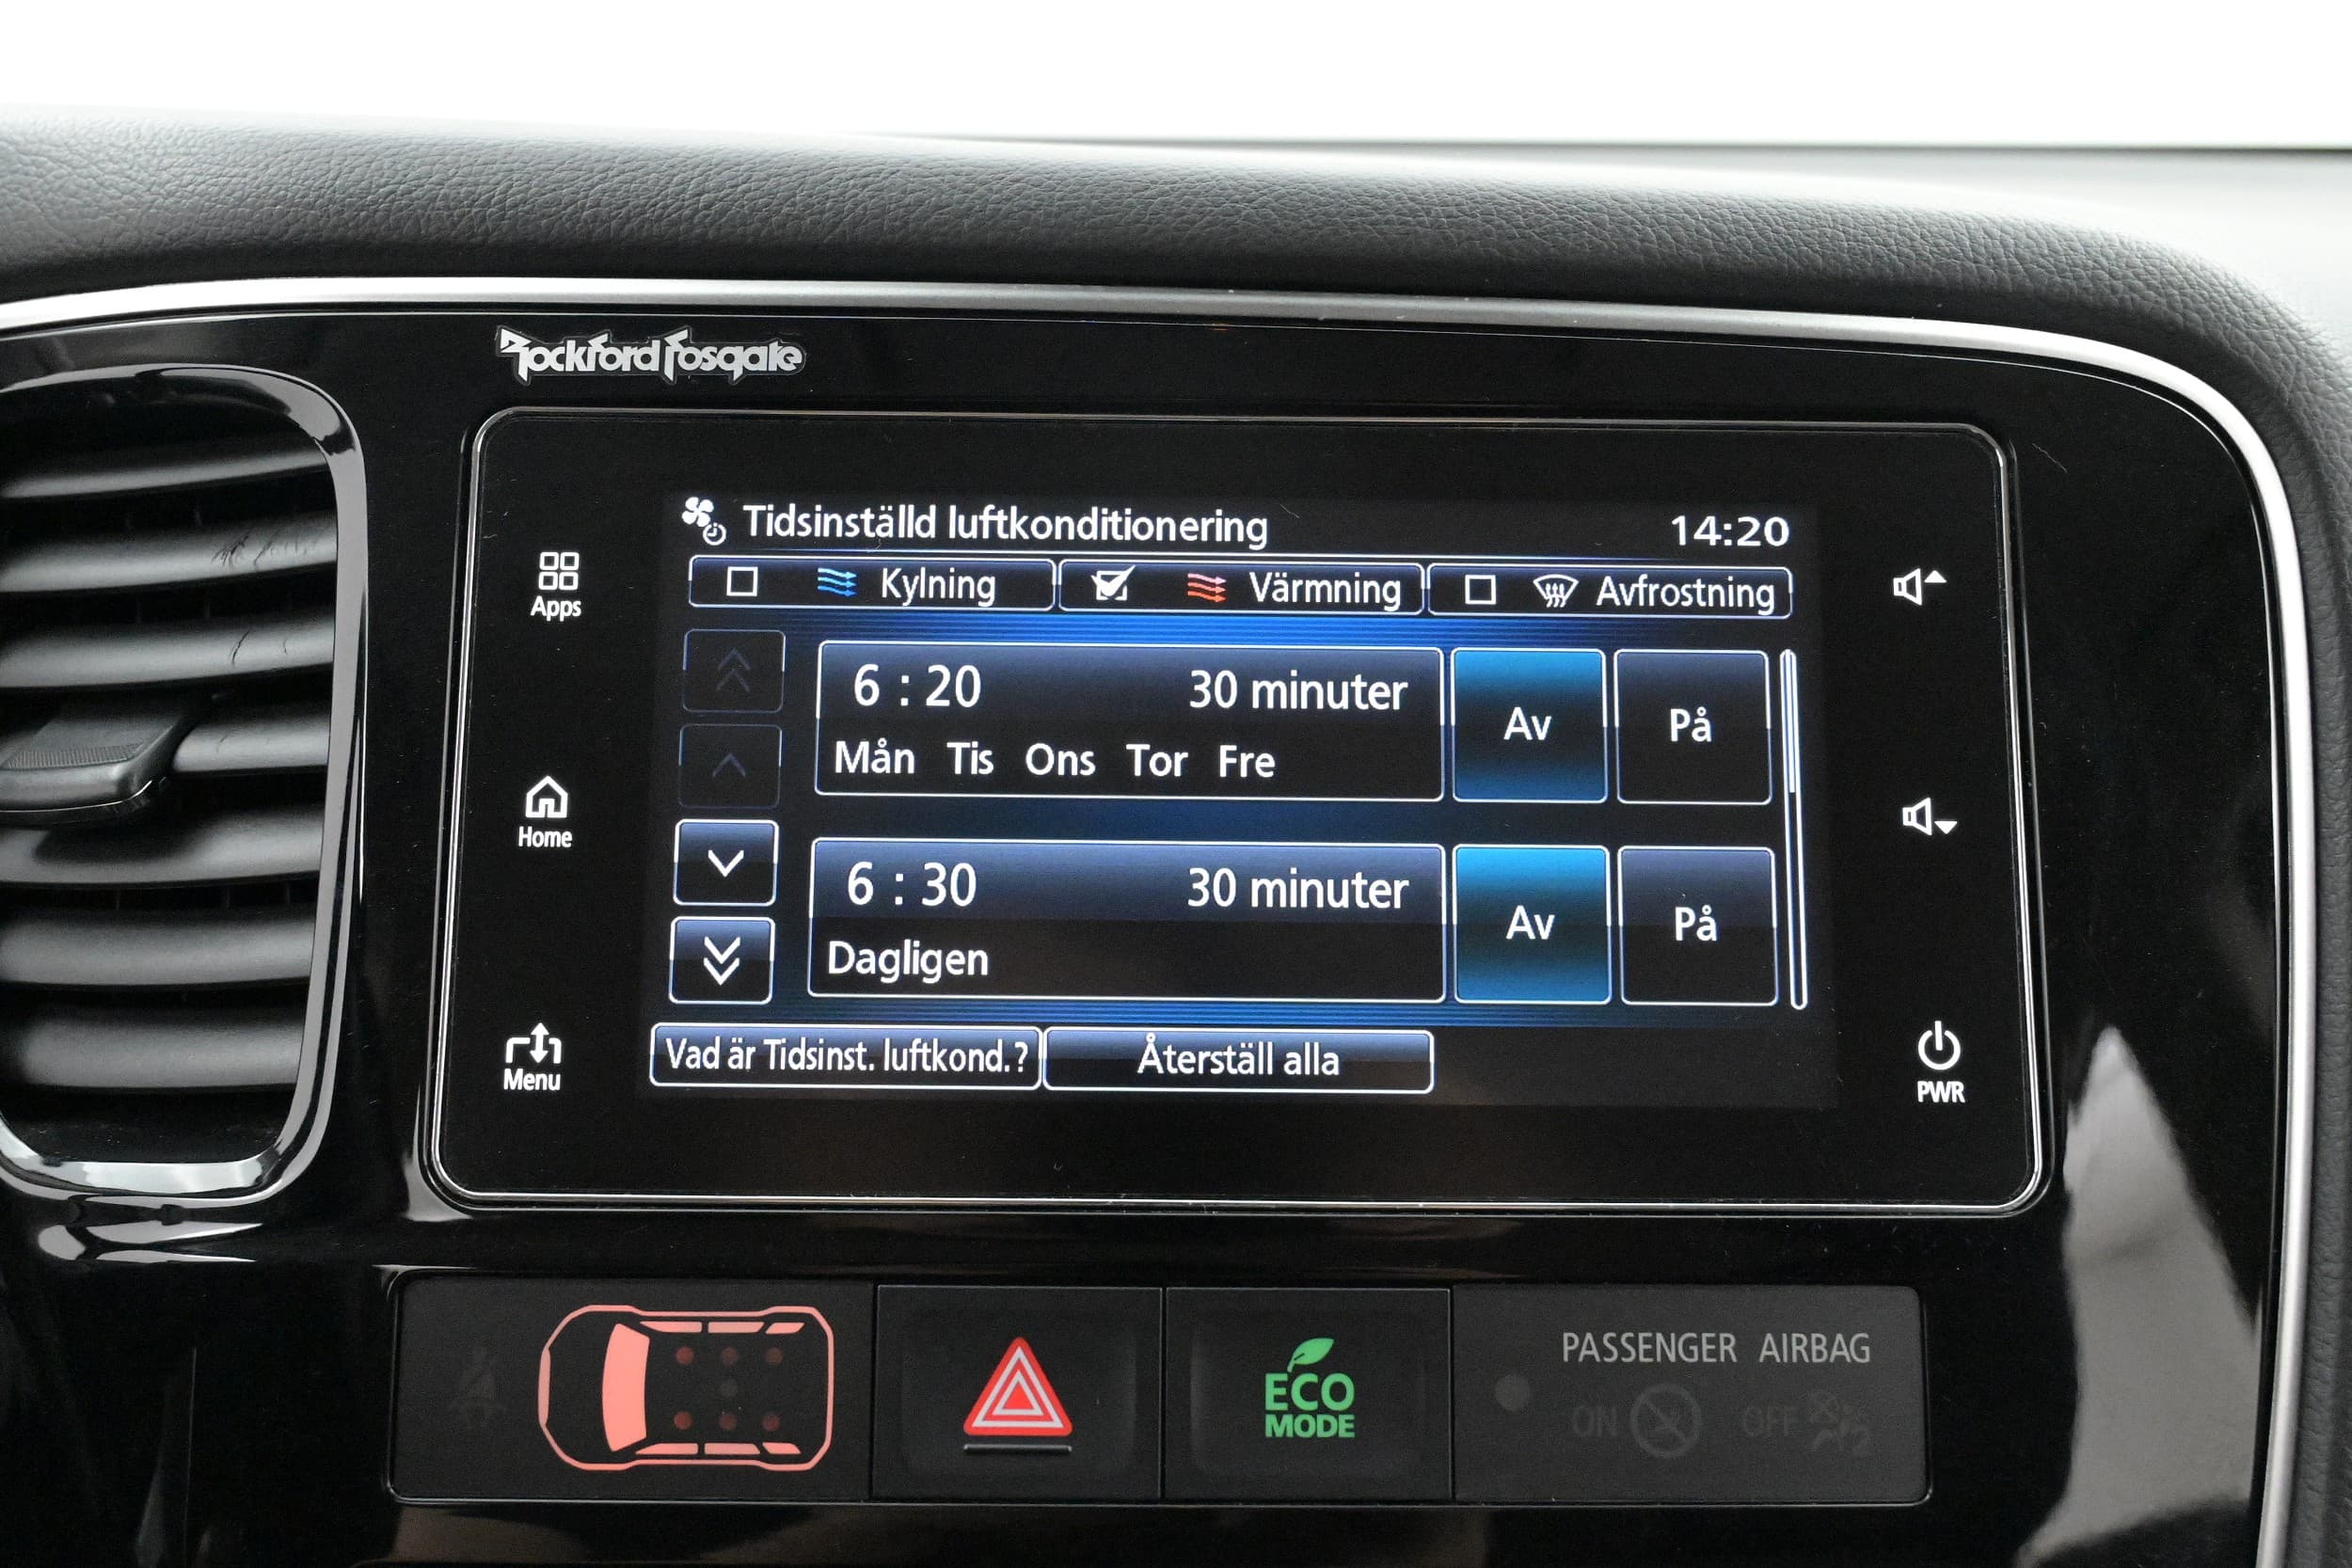 Rockford Fosgate
Tidsinställd luftkonditionering 14:20
Kylning Värmning Avfrostning
Apps
6 : 20 30 minuter Av På
Mån Tis Ons Tor Fre
Home
6 : 30 30 minuter Av På
Dagligen
Vad är Tidsinst. luftkond.? Återställ alla
Menu
PWR
PASSENGER AIRBAG
ECO
MODE
ON OFF